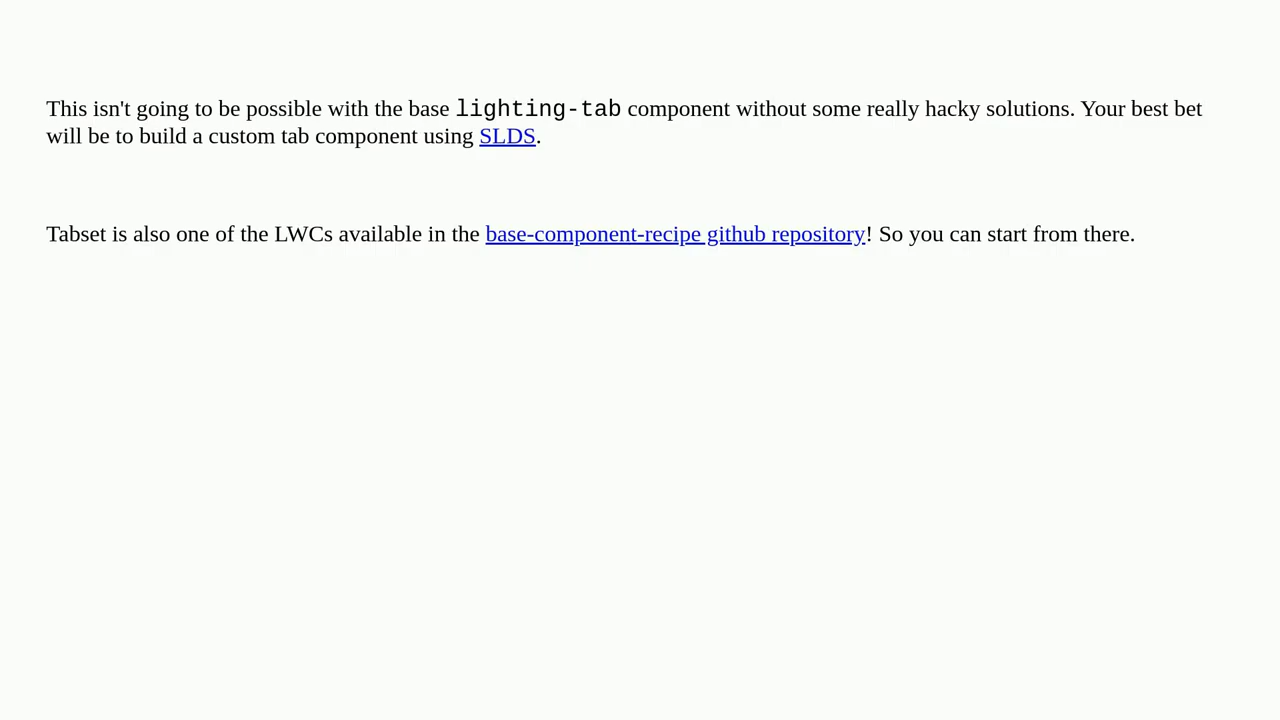 This isn't going to be possible with the base lighting-tab component without some really hacky solutions. Your best bet
will be to build a custom tab component using SLDS.
Tabset is also one of the LWCs available in the base-component-recipe github repository! So you can start from there.